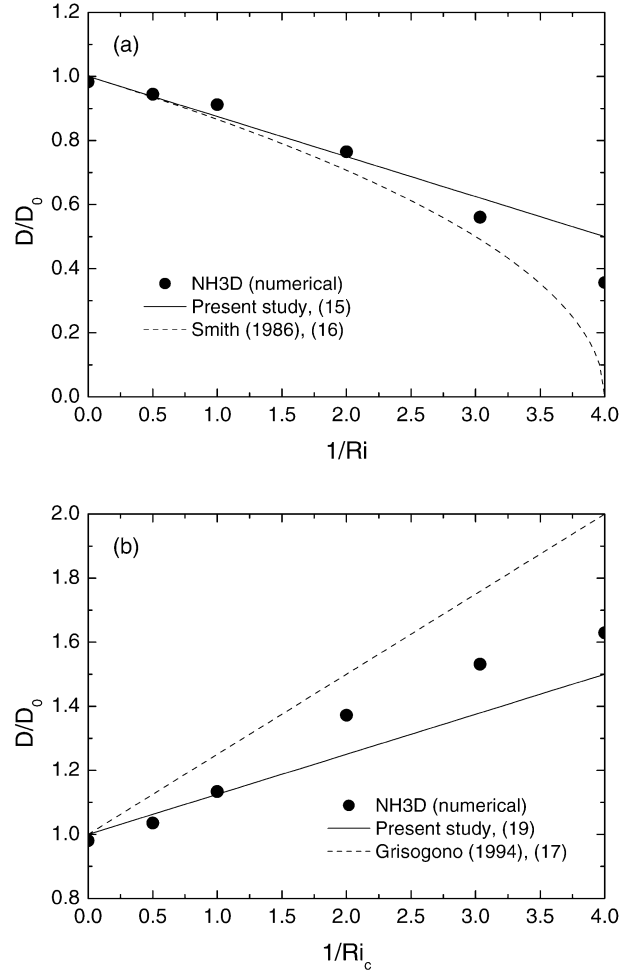 1.2
(a)
1.0
0.8
0.6
0.4
0.2
0.0
D/D0
NH3D (numerical)
Present study, (15)
Smith (1986), (16)
0.0 0.5 1.0 1.5 2.0 2.5 3.0 3.5 4.0
1/Ri
2.0
(b)
1.8
1.6
1.4
1.2
1.0
0.8
D/D0
NH3D (numerical)
Present study, (19)
Grisogono (1994), (17)
0.0 0.5 1.0 1.5 2.0 2.5 3.0 3.5 4.0
1/Ric